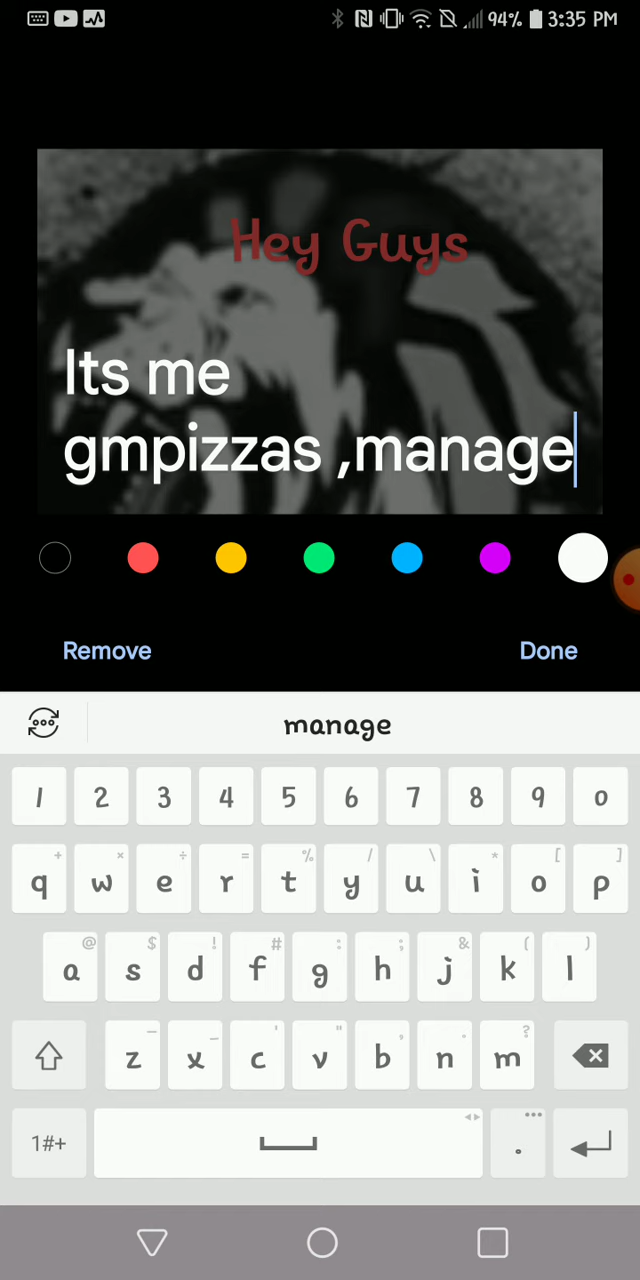 94% 3:35 PM
Hey Guys
Its me
gmpizzas ,manage
Remove Done
manage
1 2 3 4 5 6 7 8 9 0
+ × ÷ = % / \ * [ ]
q w e r t y u i o p
@ $ ! # : ; & ( )
a s d f g h j k l
– _ ' " , . ?
z x c v b n m
1#+ .